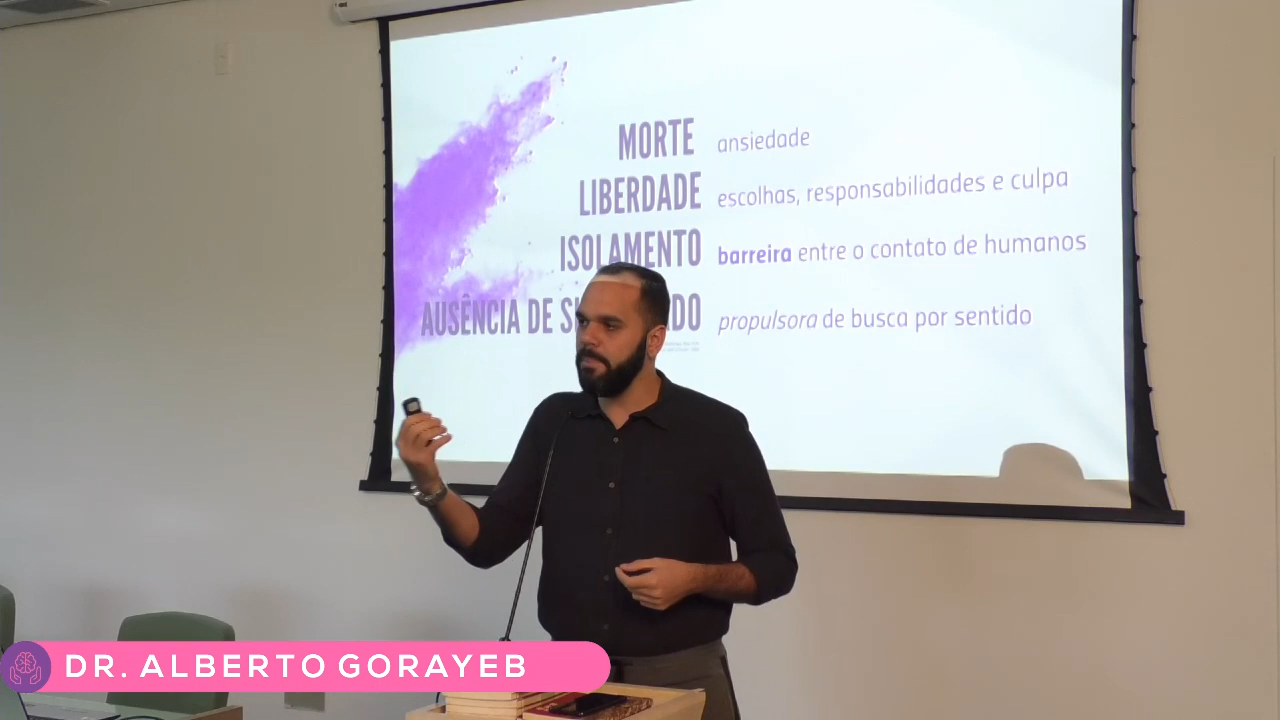 MORTE ansiedade
LIBERDADE escolhas, responsabilidades e culpa
ISOLAMENTO barreira entre o contato de humanos
AUSÊNCIA DE propulsora de busca por sentido
DR. ALBERTO GORAYEB